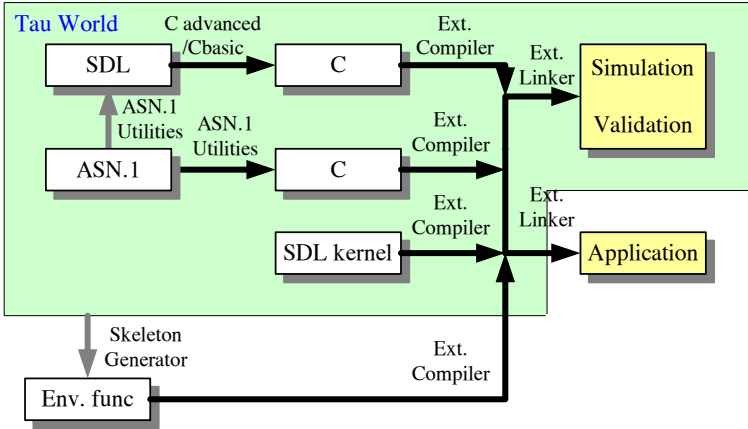 Tau World
C advanced
/Cbasic
Ext.
Compiler
SDL
C
Ext.
Linker
Simulation
Validation
ASN.1
Utilities
ASN.1
Utilities
Ext.
Compiler
ASN.1
C
Ext.
Compiler
Ext.
Linker
SDL kernel
Application
Skeleton
Generator
Ext.
Compiler
Env. func